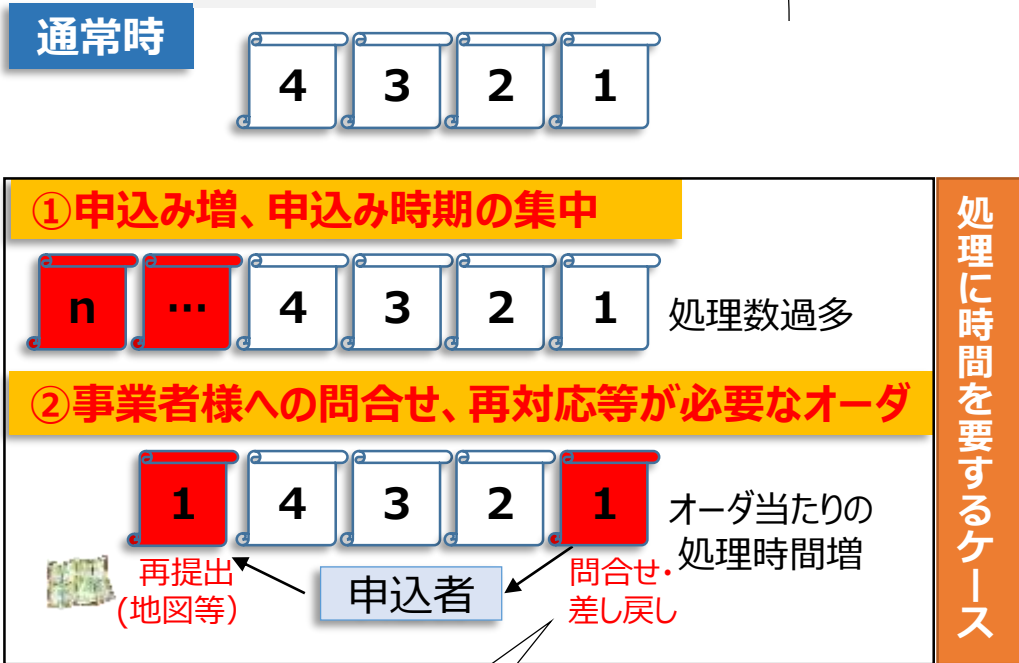 通常時
4 3 2 1
①申込み増、申込み時期の集中
n … 4 3 2 1 処理数過多
②事業者様への問合せ、再対応等が必要なオーダ
1 4 3 2 1
オーダ当たりの
処理時間増
再提出
(地図等)
申込者
問合せ・
差し戻し
処理に時間を要するケース